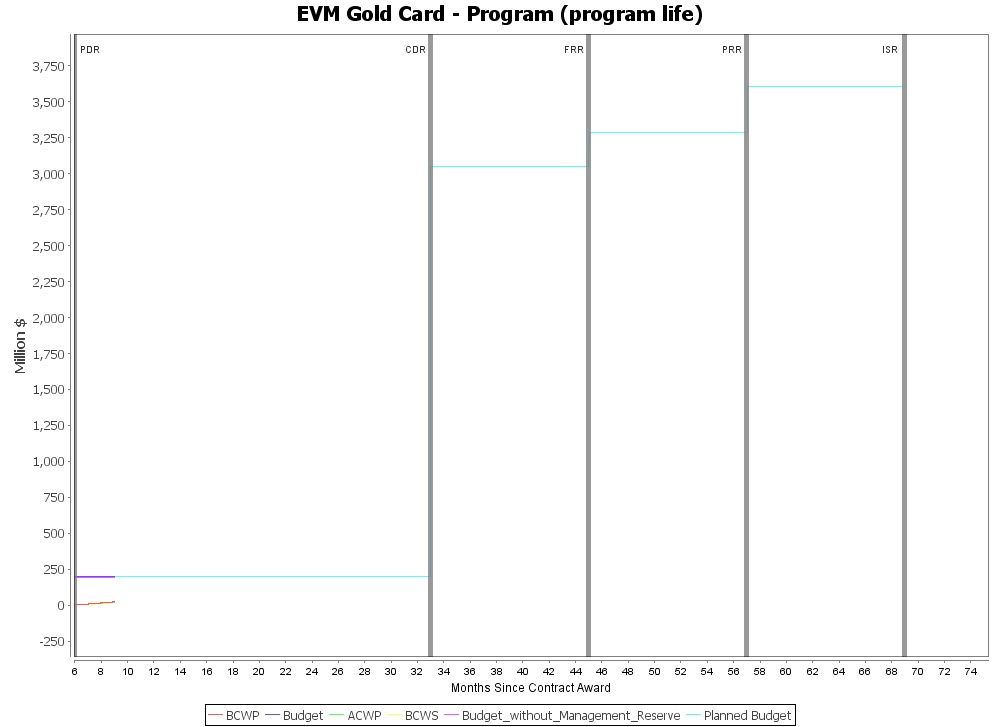 EVM Gold Card - Program (program life)
PDR CDR FRR PRR ISR
3,750
3,500
3,250
3,000
2,750
2,500
2,250
2,000
1,750
1,500
1,250
1,000
750
500
250
0
-250
Million $
6 8 10 12 14 16 18 20 22 24 26 28 30 32 34 36 38 40 42 44 46 48 50 52 54 56 58 60 62 64 66 68 70 72 74
Months Since Contract Award
BCWP Budget ACWP BCWS Budget_without_Management_Reserve Planned Budget